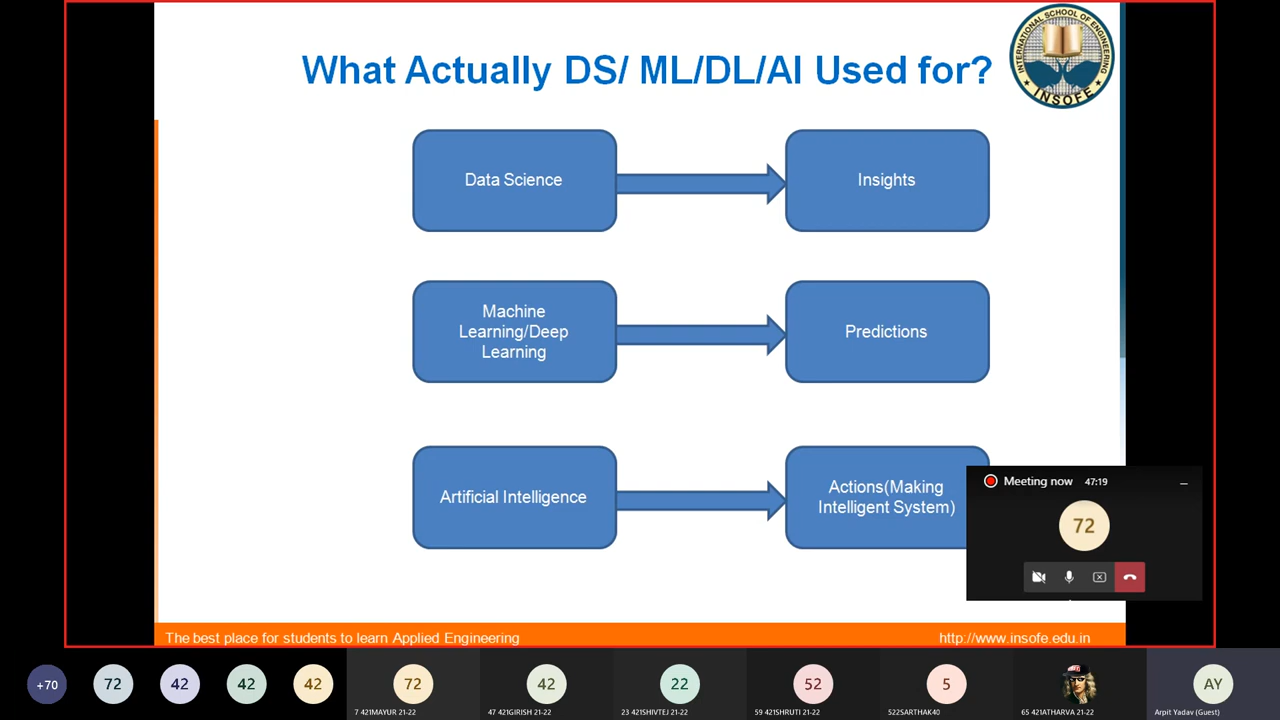 What Actually DS/ ML/DL/AI Used for?
INTERNATIONAL SCHOOL OF ENGINEERING
INSOFE
Data Science
Insights
Machine
Learning/Deep
Learning
Predictions
Artificial Intelligence
Actions(Making
Intelligent System)
Meeting now 47:19
72
The best place for students to learn Applied Engineering
http://www.insofe.edu.in
+70
72
42
42
42
72
42
22
52
5
AY
7 421MAYUR 21-22
47 421GIRISH 21-22
23 421SHIVTEJ 21-22
59 421SHRUTI 21-22
522SARTHAK40
65 421ATHARVA 21-22
Arpit Yadav (Guest)